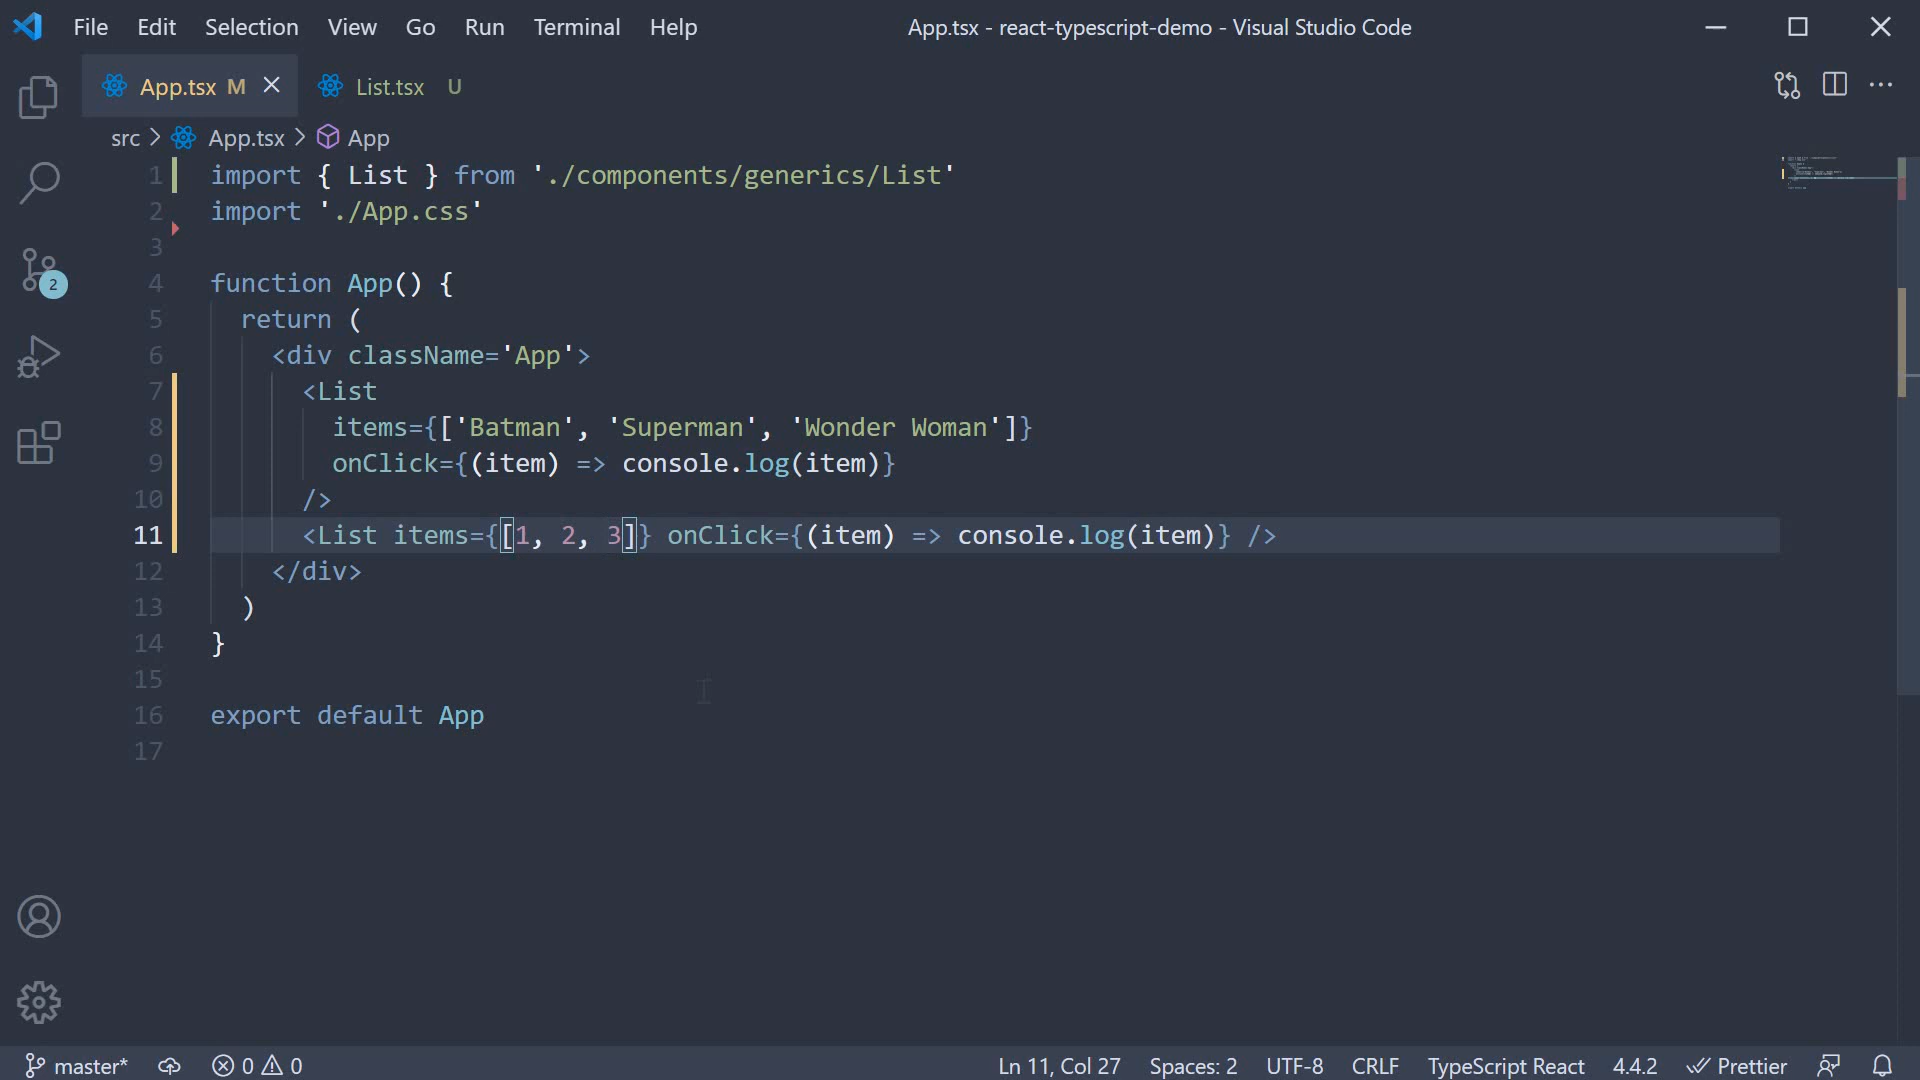 File Edit Selection View Go Run Terminal Help App.tsx - react-typescript-demo - Visual Studio Code
App.tsx M List.tsx U
src > App.tsx > App
1 import { List } from './components/generics/List'
2 import './App.css'
3
4 function App() {
5 return (
6 <div className='App'>
7 <List
8 items={['Batman', 'Superman', 'Wonder Woman']}
9 onClick={(item) => console.log(item)}
10 />
11 <List items={[1, 2, 3]} onClick={(item) => console.log(item)} />
12 </div>
13 )
14 }
15
16 export default App
17
2
master* 0 0 Ln 11, Col 27 Spaces: 2 UTF-8 CRLF TypeScript React 4.4.2 Prettier